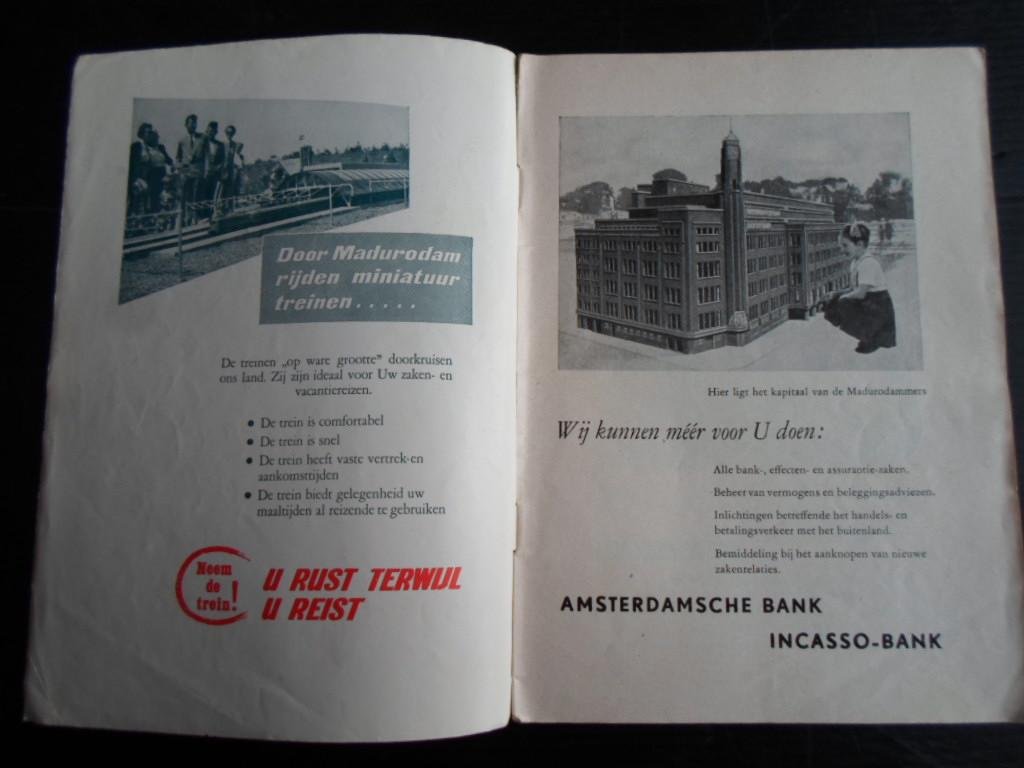 Door Madurodam
rijden miniatuur
treinen.....
De treinen „op ware grootte” doorkruisen
ons land. Zij zijn ideaal voor Uw zaken- en
vacantiereizen.
• De trein is comfortabel
• De trein is snel
• De trein heeft vaste vertrek-en
aankomsttijden
• De trein biedt gelegenheid uw
maaltijden al reizende te gebruiken
Neem
de
trein!
U RUST TERWIJL
U REIST
Hier ligt het kapitaal van de Madurodammers
Wij kunnen méér voor U doen:
Alle bank-, effecten- en assurantie-zaken.
Beheer van vermogens en beleggingsadviezen.
Inlichtingen betreffende het handels- en
betalingsverkeer met het buitenland.
Bemiddeling bij het aanknopen van nieuwe
zakenrelaties.
AMSTERDAMSCHE BANK
INCASSO-BANK